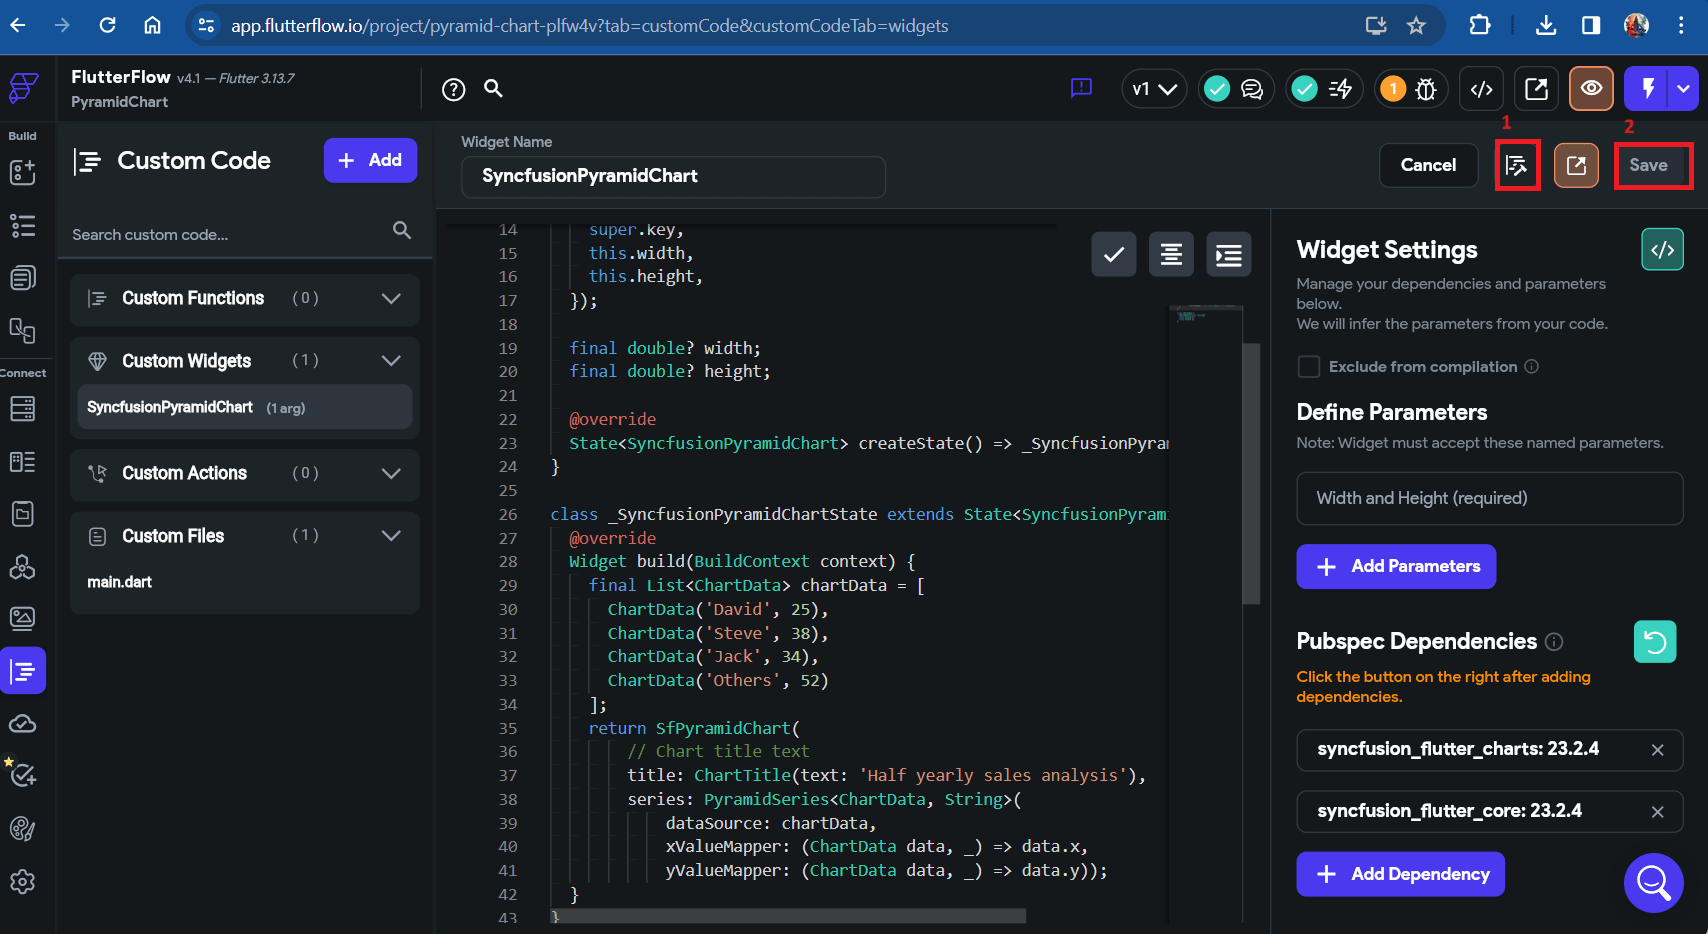 app.flutterflow.io/project/pyramid-chart-plfw4v?tab=customCode&customCodeTab=widgets
FlutterFlow v4.1 — Flutter 3.13.7
PyramidChart
v1
1
1
2
Build
Connect
Custom Code
+ Add
Search custom code...
Custom Functions (0)
Custom Widgets (1)
SyncfusionPyramidChart (1 arg)
Custom Actions (0)
Custom Files (1)
main.dart
Widget Name
SyncfusionPyramidChart
Cancel
Save
14 super.key,
15 this.width,
16 this.height,
17 });
18
19 final double? width;
20 final double? height;
21
22 @override
23 State<SyncfusionPyramidChart> createState() => _SyncfusionPyra
24 }
25
26 class _SyncfusionPyramidChartState extends State<SyncfusionPyrami
27 @override
28 Widget build(BuildContext context) {
29 final List<ChartData> chartData = [
30 ChartData('David', 25),
31 ChartData('Steve', 38),
32 ChartData('Jack', 34),
33 ChartData('Others', 52)
34 ];
35 return SfPyramidChart(
36 // Chart title text
37 title: ChartTitle(text: 'Half yearly sales analysis'),
38 series: PyramidSeries<ChartData, String>(
39 dataSource: chartData,
40 xValueMapper: (ChartData data, _) => data.x,
41 yValueMapper: (ChartData data, _) => data.y));
42 }
43 }
Widget Settings
Manage your dependencies and parameters
below.
We will infer the parameters from your code.
Exclude from compilation
Define Parameters
Note: Widget must accept these named parameters.
Width and Height (required)
+ Add Parameters
Pubspec Dependencies
Click the button on the right after adding
dependencies.
syncfusion_flutter_charts: 23.2.4
syncfusion_flutter_core: 23.2.4
+ Add Dependency